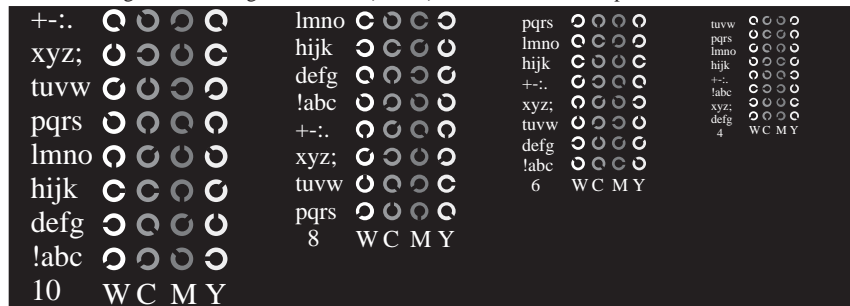 +-:.
xyz;
tuvw
pqrs
lmno
hijk
defg
!abc
10 W C M Y
lmno
hijk
defg
!abc
+-:.
xyz;
tuvw
pqrs
8 W C M Y
pqrs
lmno
hijk
+-:.
xyz;
tuvw
defg
!abc
6 W C M Y
tuvw
pqrs
lmno
hijk
+-:.
!abc
xyz;
defg
4 W C M Y